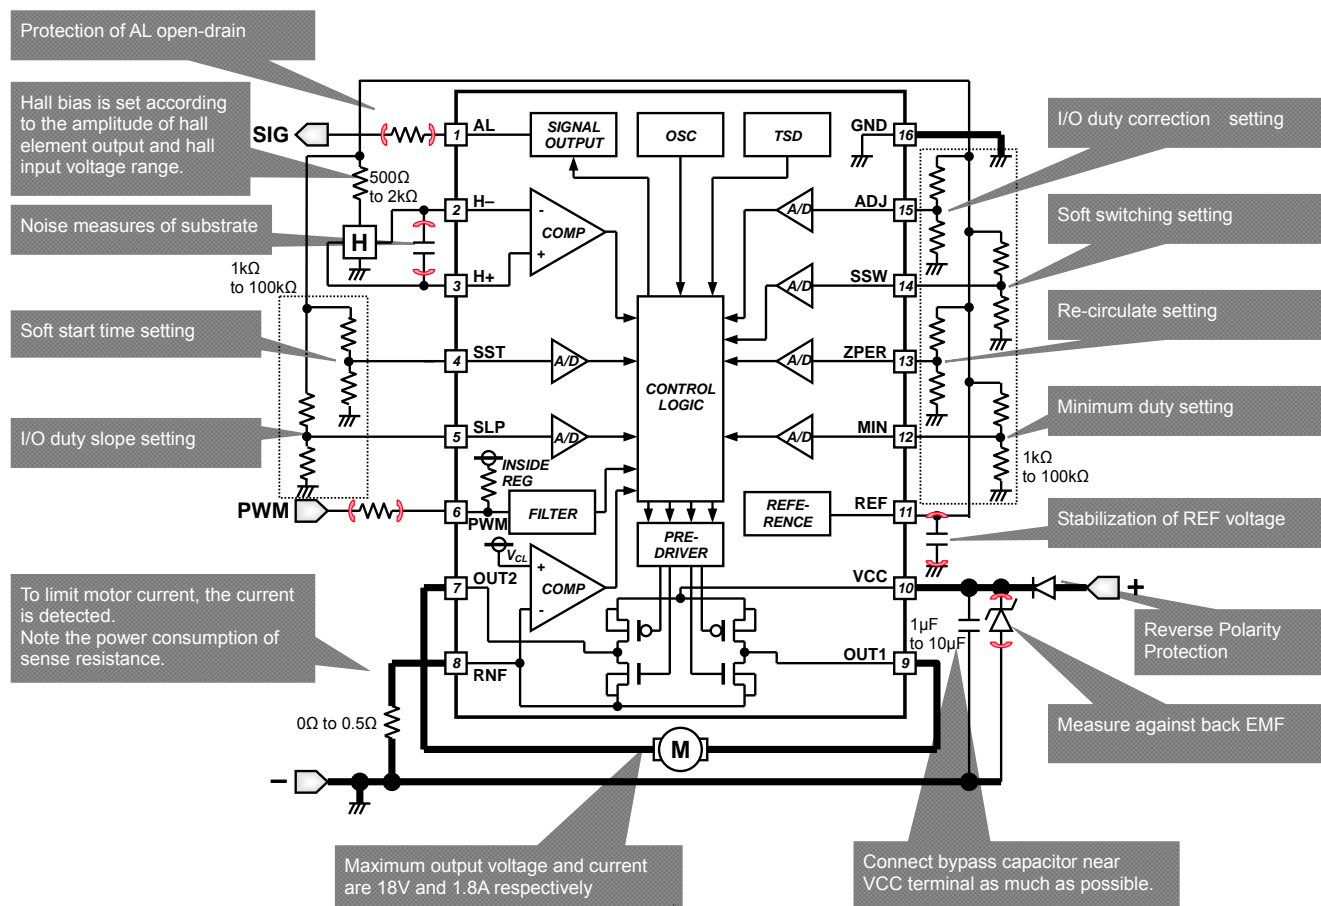 Protection of AL open-drain
Hall bias is set according
to the amplitude of hall
element output and hall
input voltage range.
Noise measures of substrate
Soft start time setting
I/O duty slope setting
To limit motor current, the current
is detected.
Note the power consumption of
sense resistance.
SIG
500Ω
to 2kΩ
H
1kΩ
to 100kΩ
PWM
0Ω to 0.5Ω
−
1
AL
2
H–
3
H+
4
SST
5
SLP
6
PWM
7
OUT2
8
RNF
SIGNAL
OUTPUT
OSC
TSD
-
COMP
+
A/D
A/D
INSIDE
REG
FILTER
VCL
+
COMP
-
CONTROL
LOGIC
PRE-
DRIVER
REFE-
RENCE
A/D
A/D
A/D
A/D
GND
16
ADJ
15
SSW
14
ZPER
13
MIN
12
REF
11
VCC
10
OUT1
9
M
1kΩ
to 100kΩ
1µF
to 10µF
+
I/O duty correction setting
Soft switching setting
Re-circulate setting
Minimum duty setting
Stabilization of REF voltage
Reverse Polarity
Protection
Measure against back EMF
Maximum output voltage and current
are 18V and 1.8A respectively
Connect bypass capacitor near
VCC terminal as much as possible.